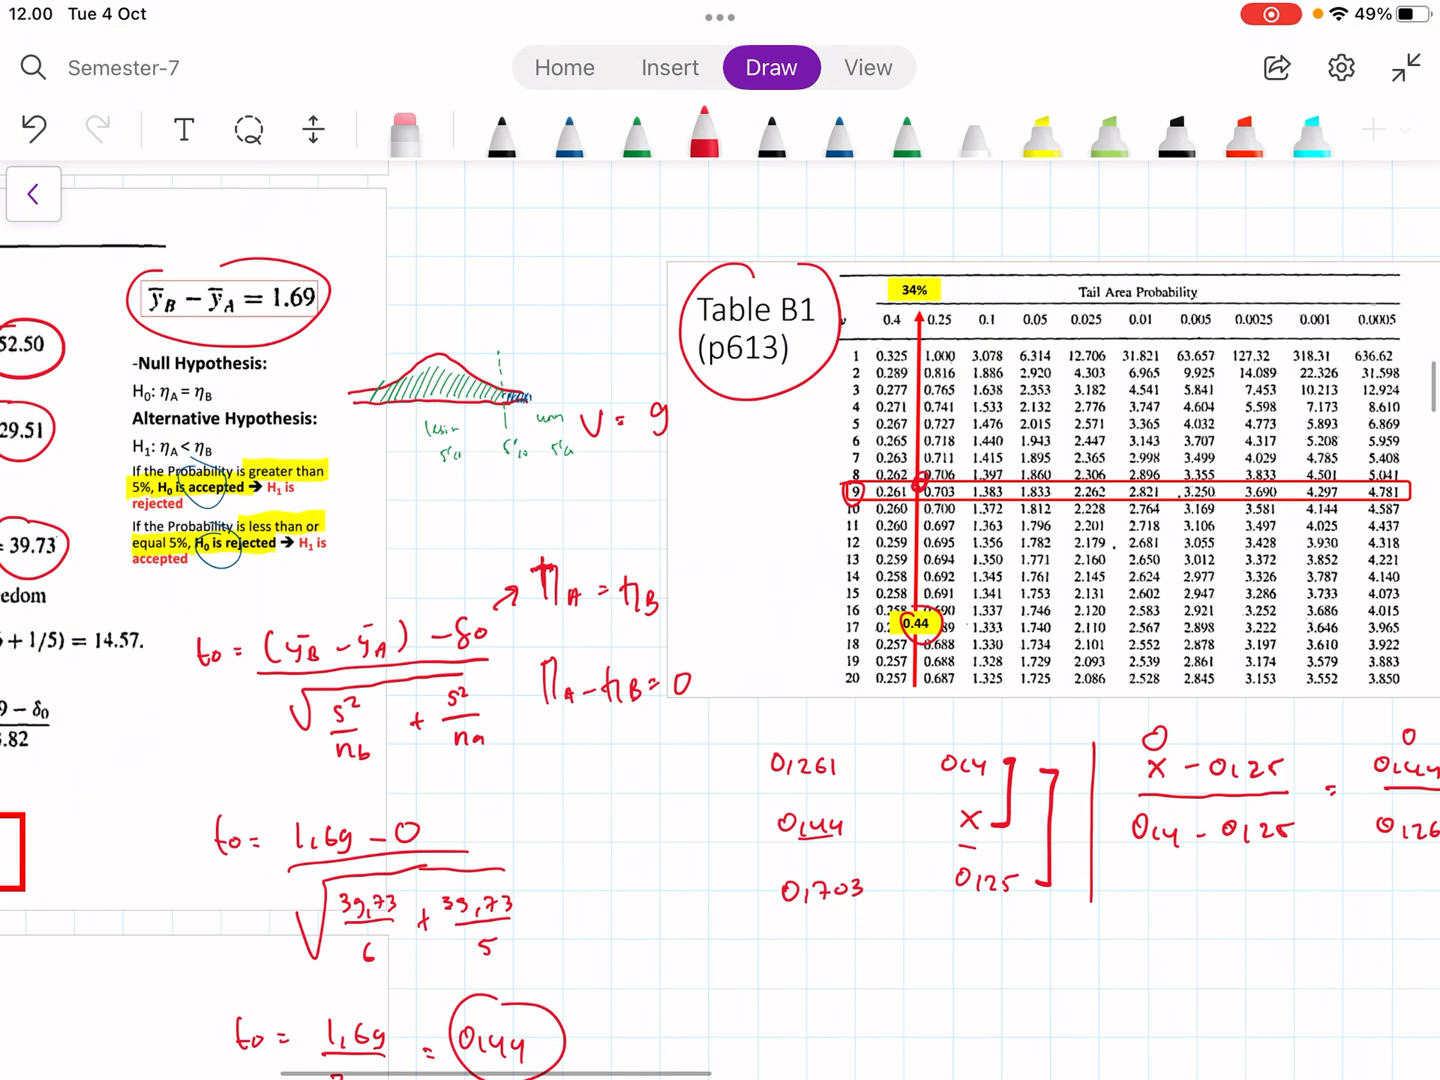 12.00 Tue 4 Oct
49%
Semester-7
Home Insert Draw View
T
52.50
29.51
= 39.73
edom
5 + 1/5) = 14.57.
9 − δ₀
3.82
ȳ_B − ȳ_A = 1.69
-Null Hypothesis:
H₀: η_A = η_B
Alternative Hypothesis:
H₁: η_A < η_B
If the Probability is greater than
5%, H₀ is accepted ➔ H₁ is
rejected
If the Probability is less than or
equal 5%, H₀ is rejected ➔ H₁ is
accepted
V = 9
t₀ = (ȳ_B − ȳ_A) − δ₀
√ s²/nb + s²/na
η_A = η_B
η_A − η_B = 0
t₀ = 1,69 − 0
√ 39,73/6 + 39,73/5
t₀ = 1,69 = 0,44
Table B1
(p613)
34%
Tail Area Probability
ν 0.4 0.25 0.1 0.05 0.025 0.01 0.005 0.0025 0.001 0.0005
1 0.325 1.000 3.078 6.314 12.706 31.821 63.657 127.32 318.31 636.62
2 0.289 0.816 1.886 2.920 4.303 6.965 9.925 14.089 22.326 31.598
3 0.277 0.765 1.638 2.353 3.182 4.541 5.841 7.453 10.213 12.924
4 0.271 0.741 1.533 2.132 2.776 3.747 4.604 5.598 7.173 8.610
5 0.267 0.727 1.476 2.015 2.571 3.365 4.032 4.773 5.893 6.869
6 0.265 0.718 1.440 1.943 2.447 3.143 3.707 4.317 5.208 5.959
7 0.263 0.711 1.415 1.895 2.365 2.998 3.499 4.029 4.785 5.408
8 0.262 0.706 1.397 1.860 2.306 2.896 3.355 3.833 4.501 5.041
9 0.261 0.703 1.383 1.833 2.262 2.821 3.250 3.690 4.297 4.781
10 0.260 0.700 1.372 1.812 2.228 2.764 3.169 3.581 4.144 4.587
11 0.260 0.697 1.363 1.796 2.201 2.718 3.106 3.497 4.025 4.437
12 0.259 0.695 1.356 1.782 2.179 2.681 3.055 3.428 3.930 4.318
13 0.259 0.694 1.350 1.771 2.160 2.650 3.012 3.372 3.852 4.221
14 0.258 0.692 1.345 1.761 2.145 2.624 2.977 3.326 3.787 4.140
15 0.258 0.691 1.341 1.753 2.131 2.602 2.947 3.286 3.733 4.073
16 0.258 690 1.337 1.746 2.120 2.583 2.921 3.252 3.686 4.015
17 0. 0.44 89 1.333 1.740 2.110 2.567 2.898 3.222 3.646 3.965
18 0.257 0.688 1.330 1.734 2.101 2.552 2.878 3.197 3.610 3.922
19 0.257 0.688 1.328 1.729 2.093 2.539 2.861 3.174 3.579 3.883
20 0.257 0.687 1.325 1.725 2.086 2.528 2.845 3.153 3.552 3.850
0,261 0,4
0,44 x
0,703 0,25
0 0
x − 0,25 = 0,44
0,4 − 0,25 0,26